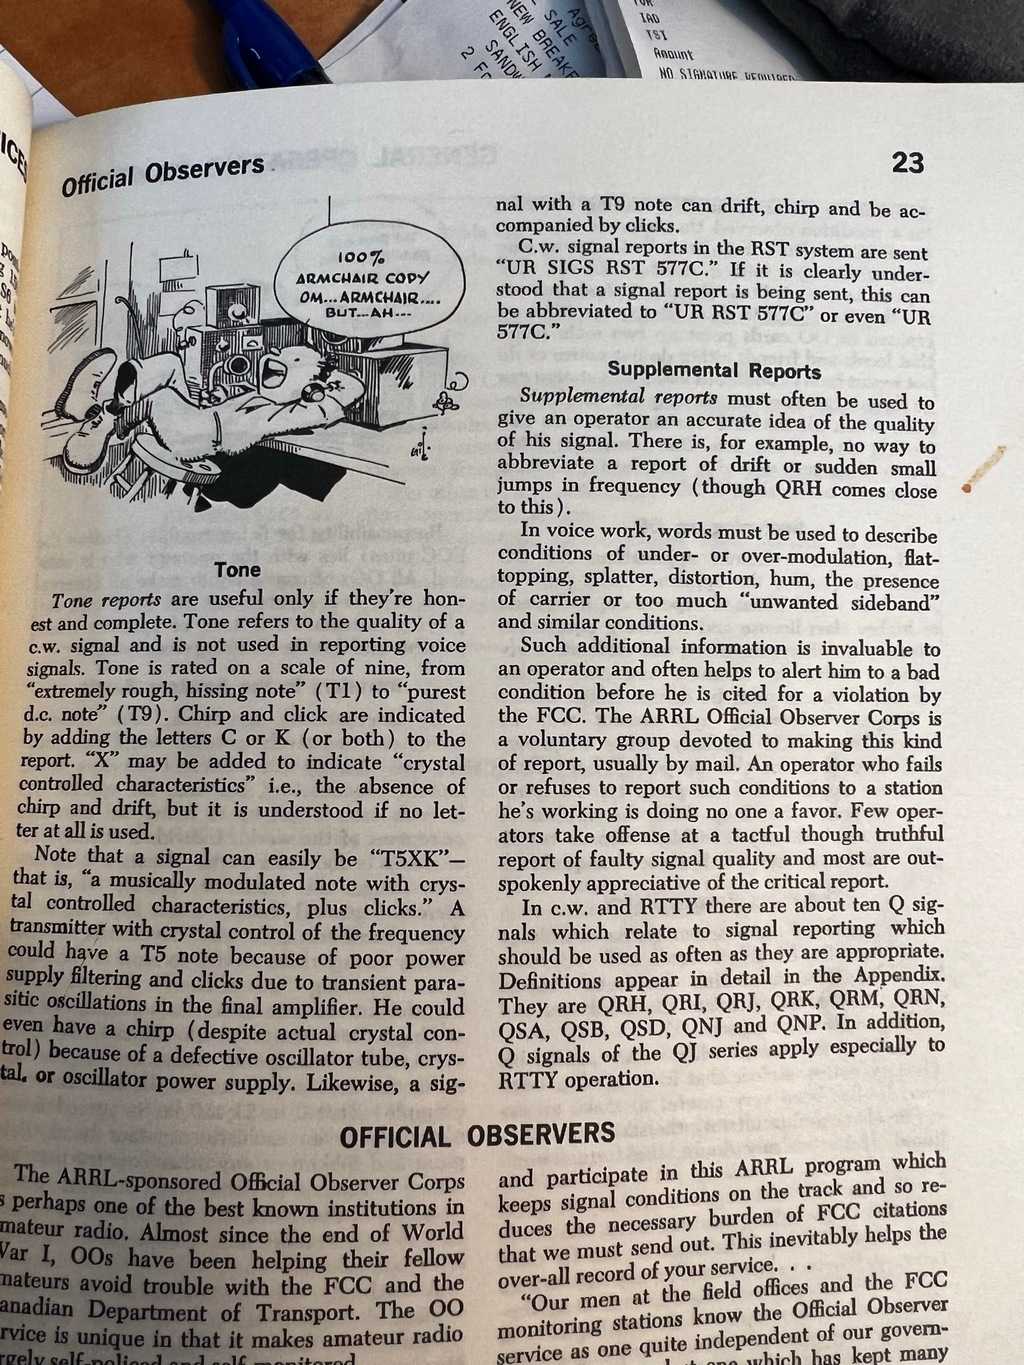 SALE
NEW BREAKF
ENGLISH
SANDW
2
IAD
TSI
Amount
NO SIGNATURE REQUIRED
Official Observers
23
100%
ARMCHAIR COPY
OM...ARMCHAIR....
BUT...AH---
Tone
Tone reports are useful only if they're hon-
est and complete. Tone refers to the quality of a
c.w. signal and is not used in reporting voice
signals. Tone is rated on a scale of nine, from
"extremely rough, hissing note" (T1) to "purest
d.c. note" (T9). Chirp and click are indicated
by adding the letters C or K (or both) to the
report. "X" may be added to indicate "crystal
controlled characteristics" i.e., the absence of
chirp and drift, but it is understood if no let-
ter at all is used.
Note that a signal can easily be "T5XK"—
that is, "a musically modulated note with crys-
tal controlled characteristics, plus clicks." A
transmitter with crystal control of the frequency
could have a T5 note because of poor power
supply filtering and clicks due to transient para-
sitic oscillations in the final amplifier. He could
even have a chirp (despite actual crystal con-
trol) because of a defective oscillator tube, crys-
tal, or oscillator power supply. Likewise, a sig-
nal with a T9 note can drift, chirp and be ac-
companied by clicks.
C.w. signal reports in the RST system are sent
"UR SIGS RST 577C." If it is clearly under-
stood that a signal report is being sent, this can
be abbreviated to "UR RST 577C" or even "UR
577C."
Supplemental Reports
Supplemental reports must often be used to
give an operator an accurate idea of the quality
of his signal. There is, for example, no way to
abbreviate a report of drift or sudden small
jumps in frequency (though QRH comes close
to this).
In voice work, words must be used to describe
conditions of under- or over-modulation, flat-
topping, splatter, distortion, hum, the presence
of carrier or too much "unwanted sideband"
and similar conditions.
Such additional information is invaluable to
an operator and often helps to alert him to a bad
condition before he is cited for a violation by
the FCC. The ARRL Official Observer Corps is
a voluntary group devoted to making this kind
of report, usually by mail. An operator who fails
or refuses to report such conditions to a station
he's working is doing no one a favor. Few oper-
ators take offense at a tactful though truthful
report of faulty signal quality and most are out-
spokenly appreciative of the critical report.
In c.w. and RTTY there are about ten Q sig-
nals which relate to signal reporting which
should be used as often as they are appropriate.
Definitions appear in detail in the Appendix.
They are QRH, QRI, QRJ, QRK, QRM, QRN,
QSA, QSB, QSD, QNJ and QNP. In addition,
Q signals of the QJ series apply especially to
RTTY operation.
OFFICIAL OBSERVERS
The ARRL-sponsored Official Observer Corps
s perhaps one of the best known institutions in
mateur radio. Almost since the end of World
Var I, OOs have been helping their fellow
mateurs avoid trouble with the FCC and the
anadian Department of Transport. The OO
rvice is unique in that it makes amateur radio
rgely self-policed and self-monitored.
and participate in this ARRL program which
keeps signal conditions on the track and so re-
duces the necessary burden of FCC citations
that we must send out. This inevitably helps the
over-all record of your service. . .
"Our men at the field offices and the FCC
monitoring stations know the Official Observer
service as one quite independent of our govern-
one which has kept many